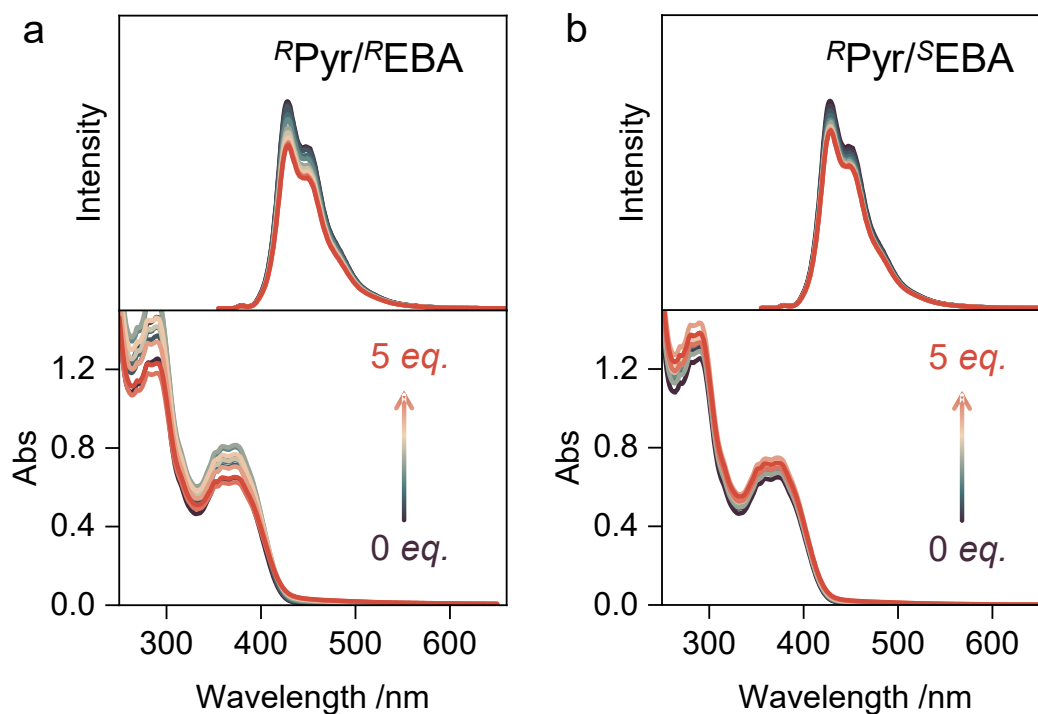 a
ᴿPyr/ᴿEBA
Intensity
1.2
0.8
0.4
0.0
Abs
5 eq.
0 eq.
300 400 500 600
Wavelength /nm
b
ᴿPyr/ˢEBA
Intensity
1.2
0.8
0.4
0.0
Abs
5 eq.
0 eq.
300 400 500 600
Wavelength /nm